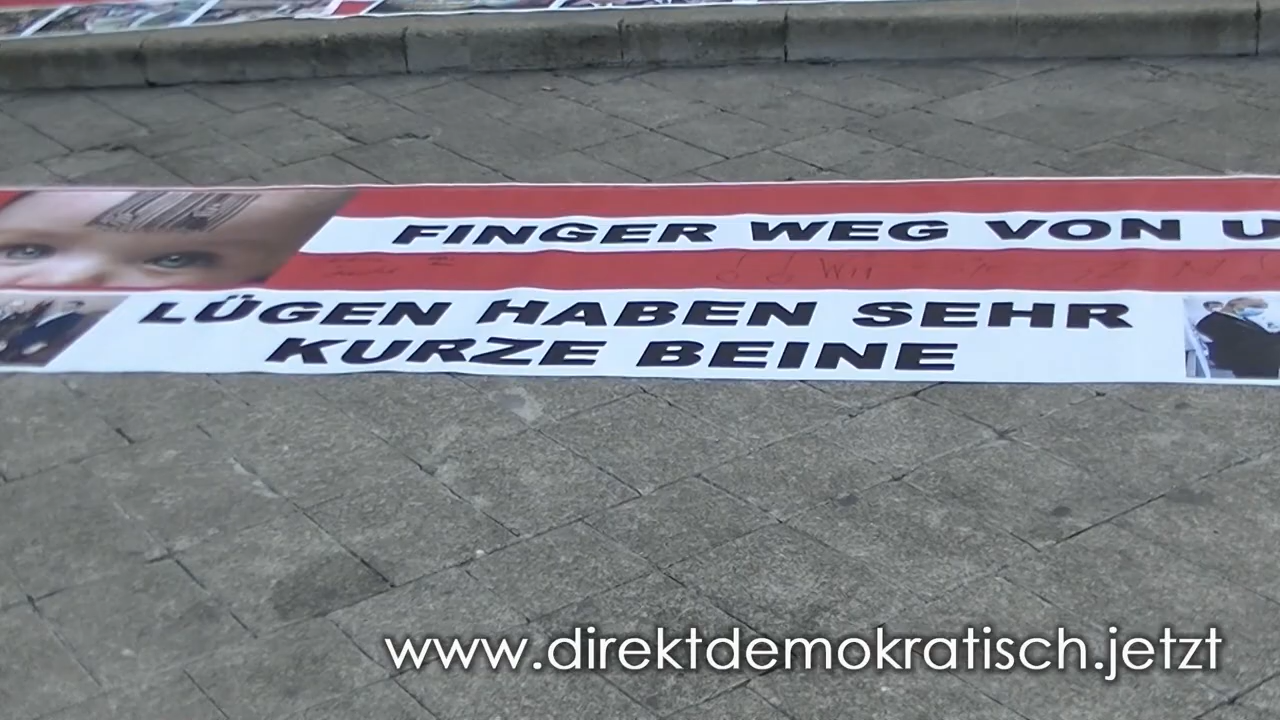 FINGER WEG VON U
LÜGEN HABEN SEHR
KURZE BEINE
www.direktdemokratisch.jetzt